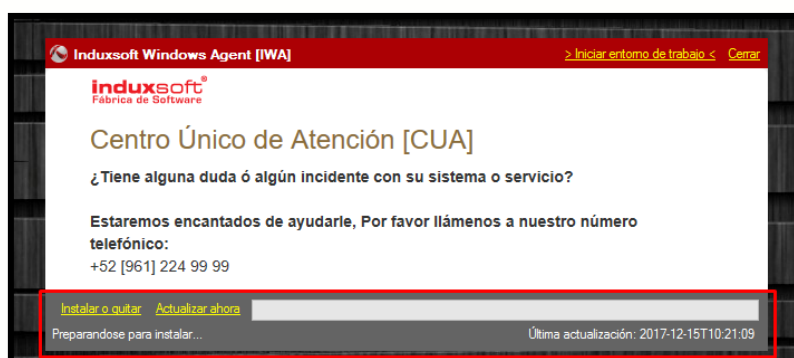 Induxsoft Windows Agent [IWA] > Iniciar entorno de trabajo < Cerrar
induxsoft®
Fábrica de Software
Centro Único de Atención [CUA]
¿Tiene alguna duda ó algún incidente con su sistema o servicio?
Estaremos encantados de ayudarle, Por favor llámenos a nuestro número
telefónico:
+52 [961] 224 99 99
Instalar o quitar Actualizar ahora
Preparandose para instalar... Última actualización: 2017-12-15T10:21:09